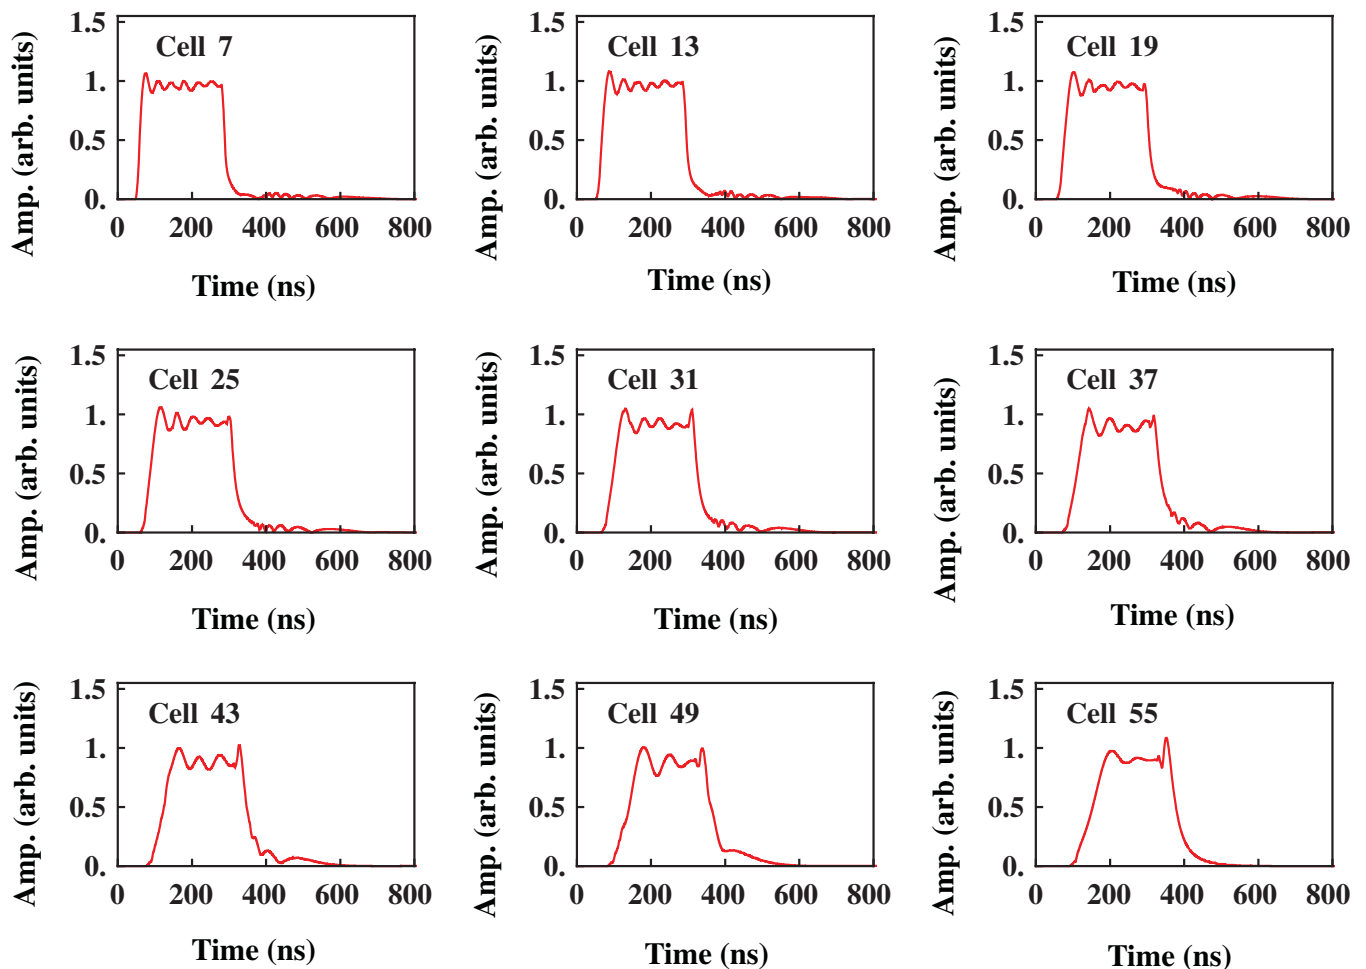 1.5
Cell 7
1.
0.5
0.
0 200 400 600 800
Amp. (arb. units)
Time (ns)
1.5
Cell 13
1.
0.5
0.
0 200 400 600 800
Amp. (arb. units)
Time (ns)
1.5
Cell 19
1.
0.5
0.
0 200 400 600 800
Amp. (arb. units)
Time (ns)
1.5
Cell 25
1.
0.5
0.
0 200 400 600 800
Amp. (arb. units)
Time (ns)
1.5
Cell 31
1.
0.5
0.
0 200 400 600 800
Amp. (arb. units)
Time (ns)
1.5
Cell 37
1.
0.5
0.
0 200 400 600 800
Amp. (arb. units)
Time (ns)
1.5
Cell 43
1.
0.5
0.
0 200 400 600 800
Amp. (arb. units)
Time (ns)
1.5
Cell 49
1.
0.5
0.
0 200 400 600 800
Amp. (arb. units)
Time (ns)
1.5
Cell 55
1.
0.5
0.
0 200 400 600 800
Amp. (arb. units)
Time (ns)